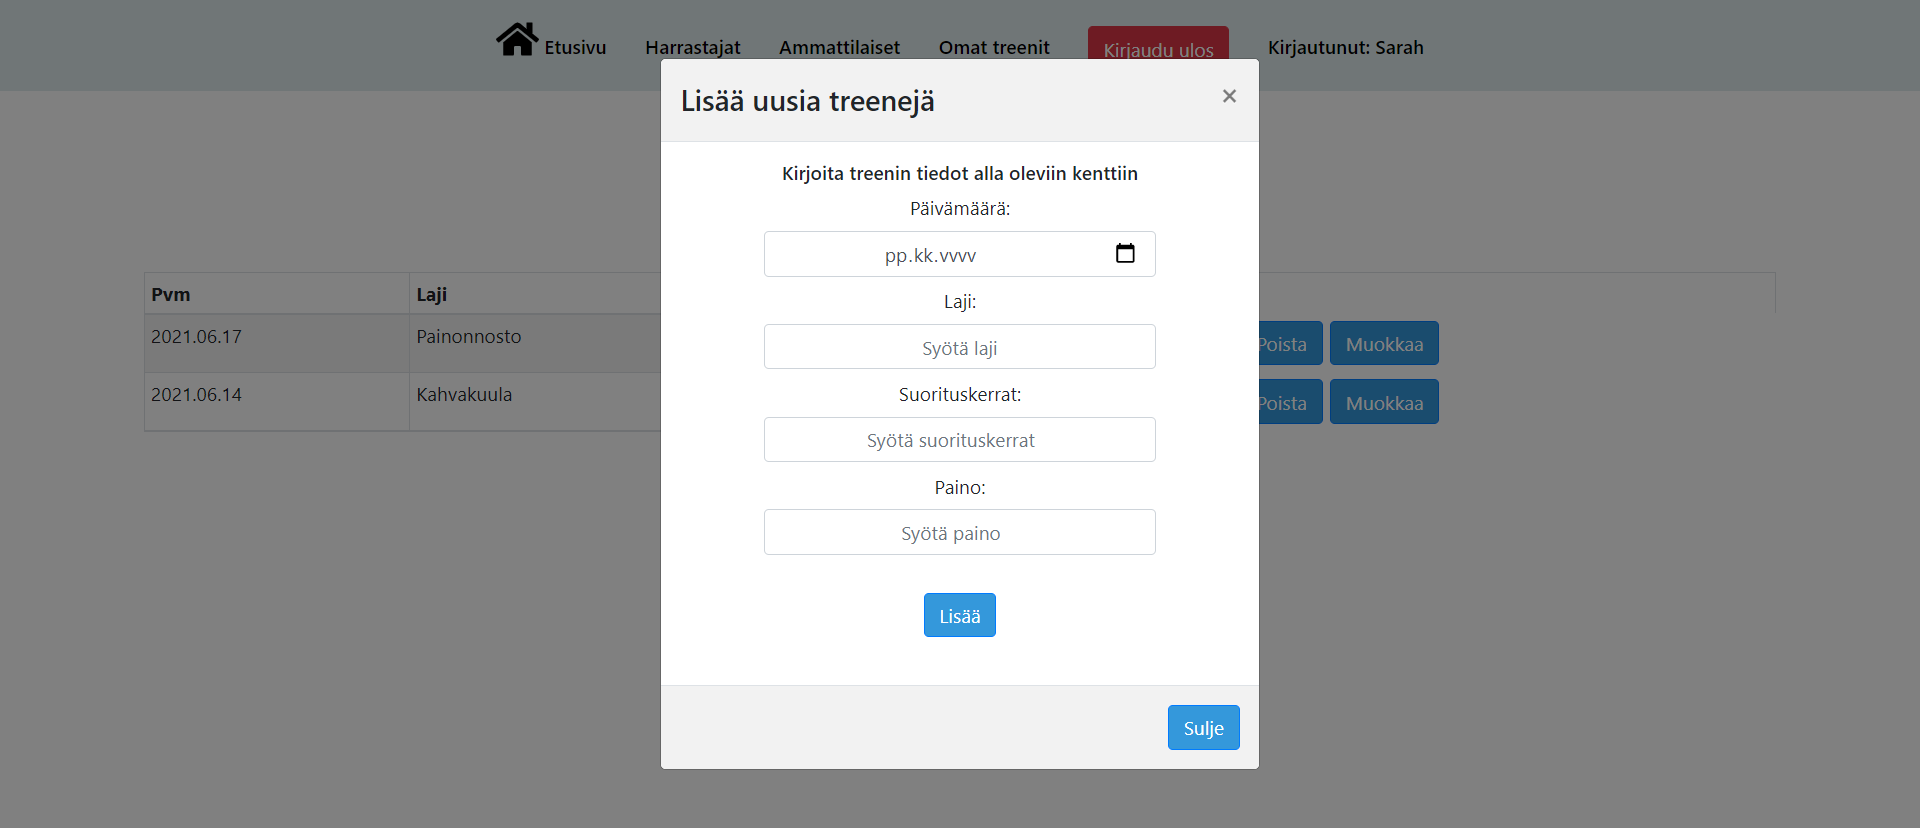 Etusivu Harrastajat Ammattilaiset Omat treenit Kirjaudu ulos Kirjautunut: Sarah
Lisää uusia treenejä ×
Kirjoita treenin tiedot alla oleviin kenttiin
Päivämäärä:
pp.kk.vvvv
Laji:
Syötä laji
Suorituskerrat:
Syötä suorituskerrat
Paino:
Syötä paino
Lisää
Sulje
Pvm Laji
2021.06.17 Painonnosto Poista Muokkaa
2021.06.14 Kahvakuula Poista Muokkaa